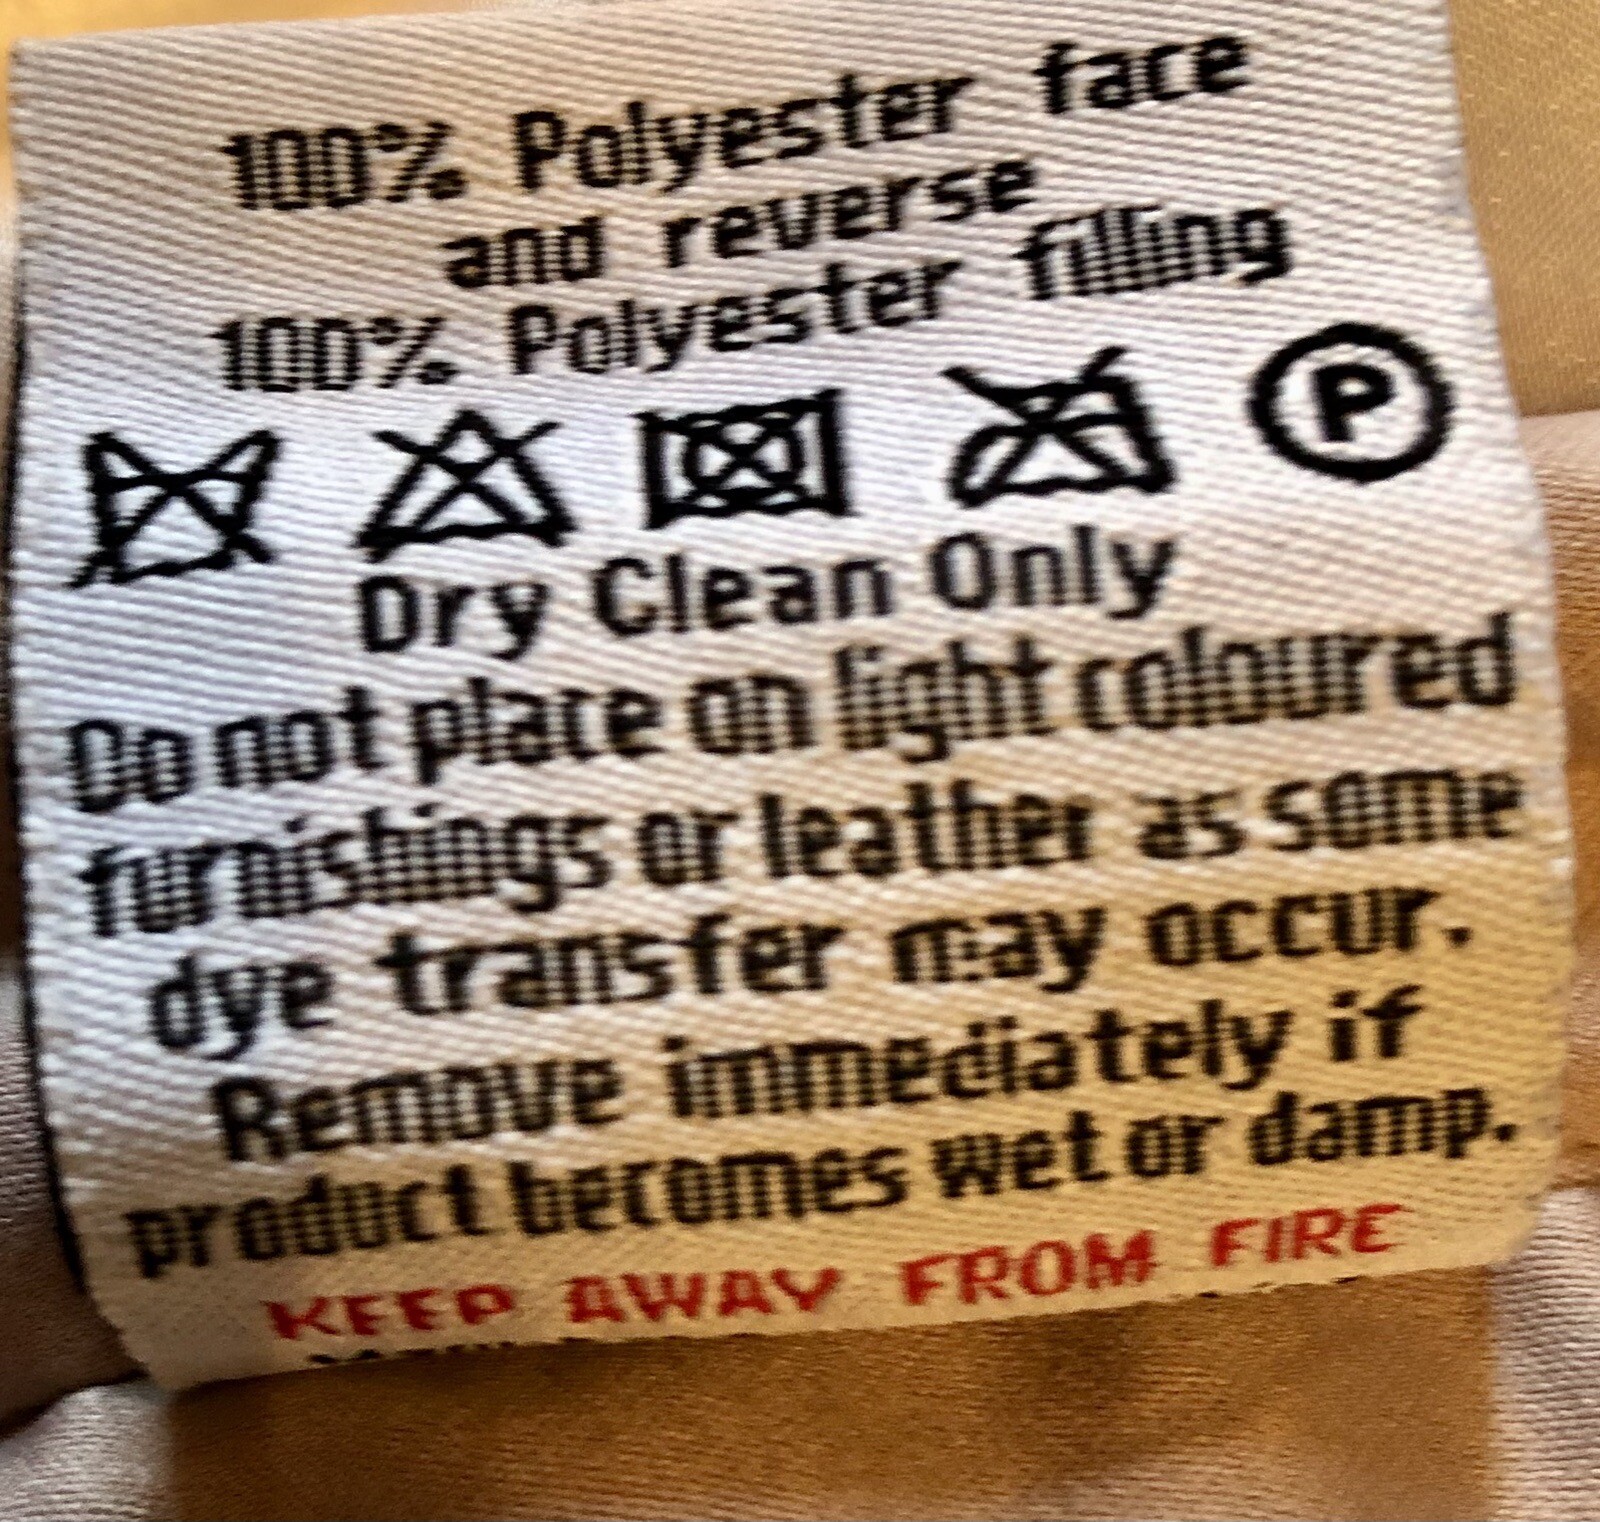 100% Polyester face
and reverse
100% Polyester filling
P
Dry Clean Only
Do not place on light coloured
furnishings or leather as some
dye transfer may occur.
Remove immediately if
product becomes wet or damp.
KEEP AWAY FROM FIRE